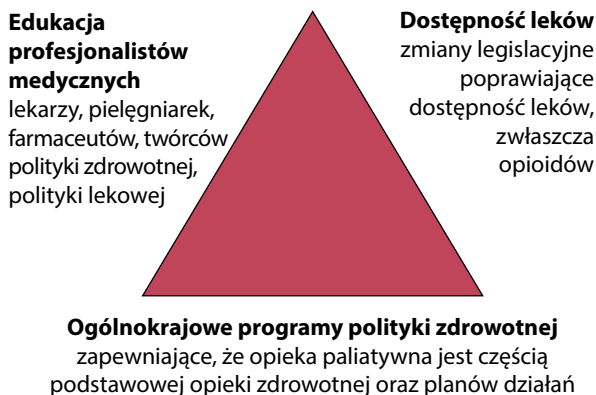 Edukacja
profesjonalistów
medycznych
lekarzy, pielęgniarek,
farmaceutów, twórców
polityki zdrowotnej,
polityki lekowej
Dostępność leków
zmiany legislacyjne
poprawiające
dostępność leków,
zwłaszcza
opioidów
Ogólnokrajowe programy polityki zdrowotnej
zapewniające, że opieka paliatywna jest częścią
podstawowej opieki zdrowotnej oraz planów działań